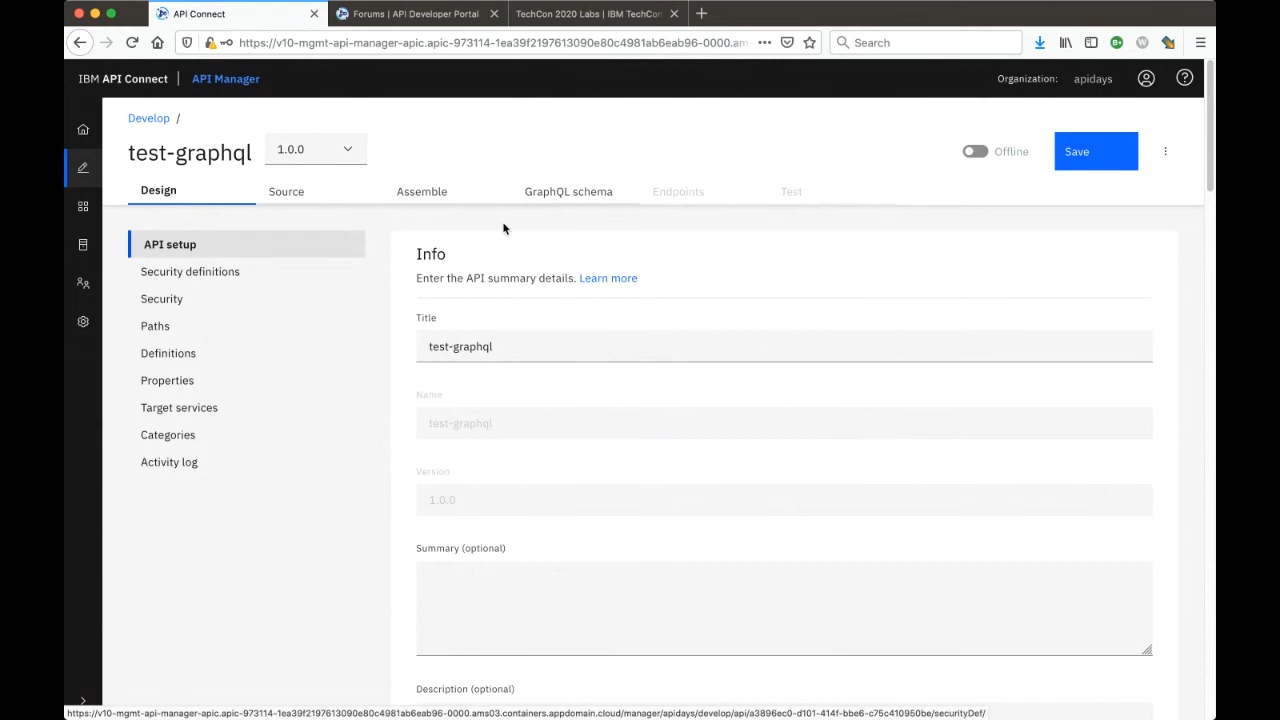 API Connect
Forums | API Developer Portal
TechCon 2020 Labs | IBM TechCon
https://v10-mgmt-api-manager-apic.apic-973114-1ea39f2197613090e80c4981ab6eab96-0000.am
Search
IBM API Connect
API Manager
Organization:
apidays
Develop /
test-graphql
1.0.0
Offline
Save
Design
Source
Assemble
GraphQL schema
Endpoints
Test
API setup
Security definitions
Security
Paths
Definitions
Properties
Target services
Categories
Activity log
Info
Enter the API summary details. Learn more
Title
test-graphql
Name
test-graphql
Version
1.0.0
Summary (optional)
Description (optional)
https://v10-mgmt-api-manager-apic.apic-973114-1ea39f2197613090e80c4981ab6eab96-0000.ams03.containers.appdomain.cloud/manager/apidays/develop/api/a3896ec0-d101-414f-bbe6-c75c410950be/securityDef/